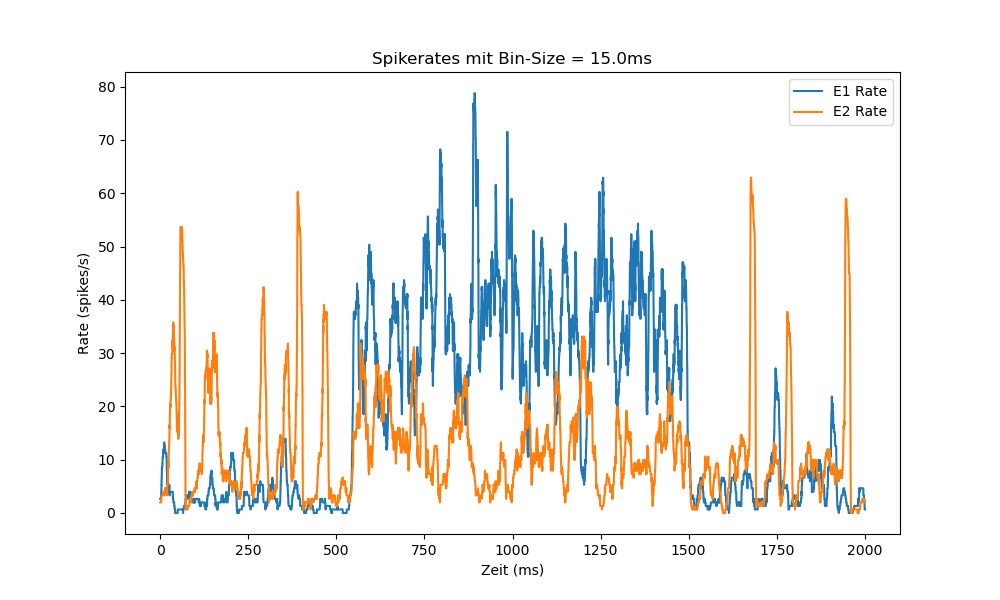 Spikerates mit Bin-Size = 15.0ms
E1 Rate
E2 Rate
Rate (spikes/s)
80
70
60
50
40
30
20
10
0
0 250 500 750 1000 1250 1500 1750 2000
Zeit (ms)